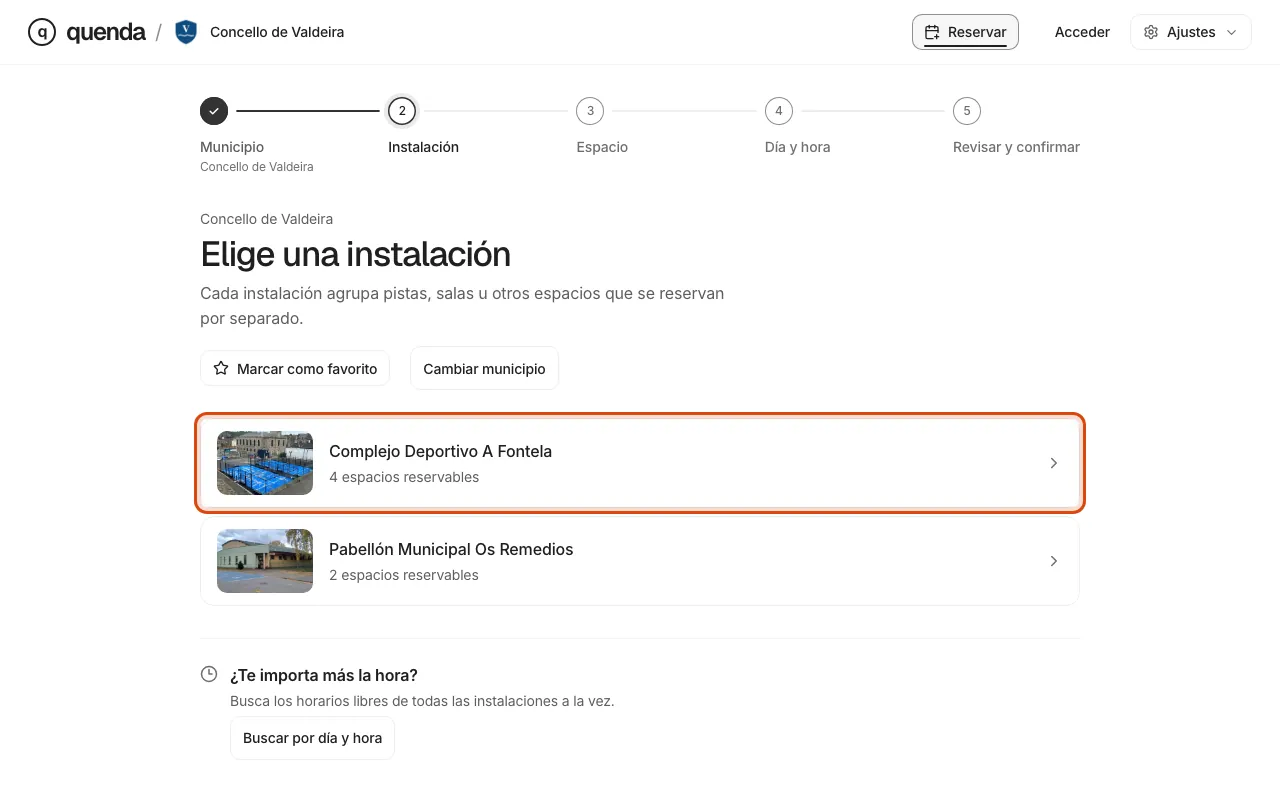 q quenda / V Concello de Valdeira
Reservar
Acceder
Ajustes
2
3
4
5
Municipio
Concello de Valdeira
Instalación
Espacio
Día y hora
Revisar y confirmar
Concello de Valdeira
Elige una instalación
Cada instalación agrupa pistas, salas u otros espacios que se reservan
por separado.
Marcar como favorito
Cambiar municipio
Complejo Deportivo A Fontela
4 espacios reservables
Pabellón Municipal Os Remedios
2 espacios reservables
¿Te importa más la hora?
Busca los horarios libres de todas las instalaciones a la vez.
Buscar por día y hora